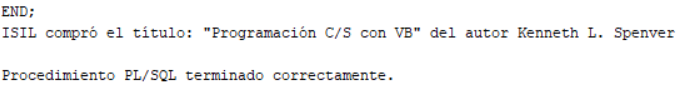 END;
ISIL compró el título: "Programación C/S con VB" del autor Kenneth L. Spenver
Procedimiento PL/SQL terminado correctamente.